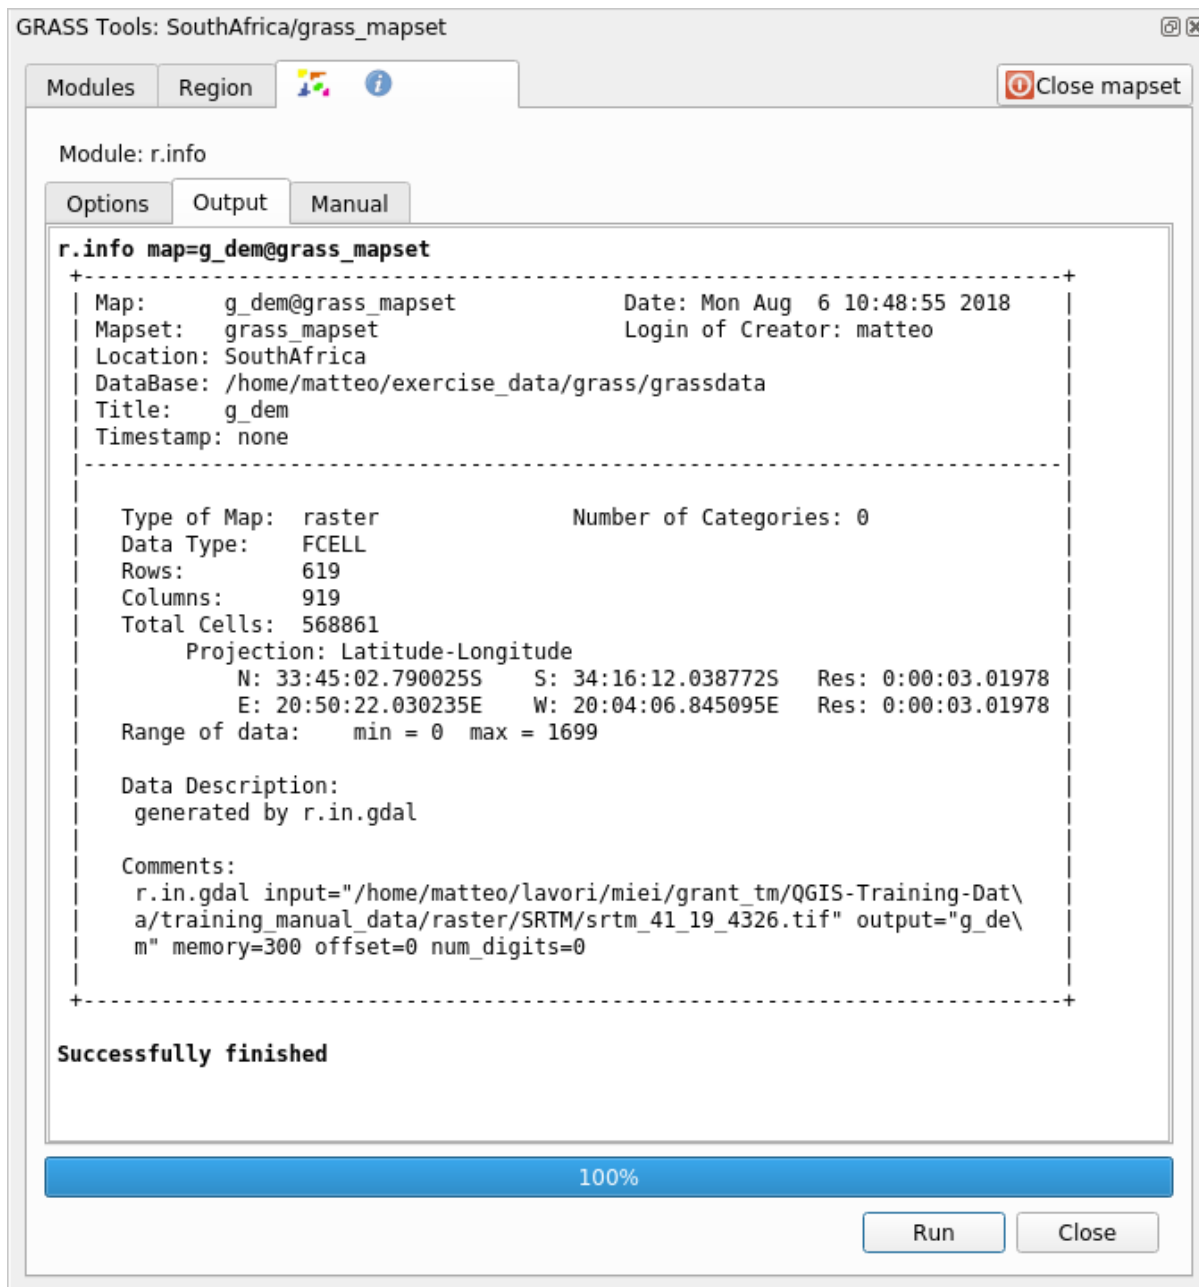 GRASS Tools: SouthAfrica/grass_mapset
Modules Region Close mapset
Module: r.info
Options Output Manual
r.info map=g_dem@grass_mapset
+----------------------------------------------------------------------------+
| Map:      g_dem@grass_mapset             Date: Mon Aug  6 10:48:55 2018    |
| Mapset:   grass_mapset                   Login of Creator: matteo          |
| Location: SouthAfrica                                                      |
| DataBase: /home/matteo/exercise_data/grass/grassdata                       |
| Title:    g_dem                                                            |
| Timestamp: none                                                            |
|----------------------------------------------------------------------------|
|                                                                            |
|   Type of Map:  raster               Number of Categories: 0               |
|   Data Type:    FCELL                                                      |
|   Rows:         619                                                        |
|   Columns:      919                                                        |
|   Total Cells:  568861                                                     |
|        Projection: Latitude-Longitude                                      |
|            N: 33:45:02.790025S    S: 34:16:12.038772S   Res: 0:00:03.01978 |
|            E: 20:50:22.030235E    W: 20:04:06.845095E   Res: 0:00:03.01978 |
|   Range of data:    min = 0  max = 1699                                    |
|                                                                            |
|   Data Description:                                                        |
|    generated by r.in.gdal                                                  |
|                                                                            |
|   Comments:                                                                |
|    r.in.gdal input="/home/matteo/lavori/miei/grant_tm/QGIS-Training-Dat\   |
|    a/training_manual_data/raster/SRTM/srtm_41_19_4326.tif" output="g_de\   |
|    m" memory=300 offset=0 num_digits=0                                     |
|                                                                            |
+----------------------------------------------------------------------------+
Successfully finished
100%
Run Close